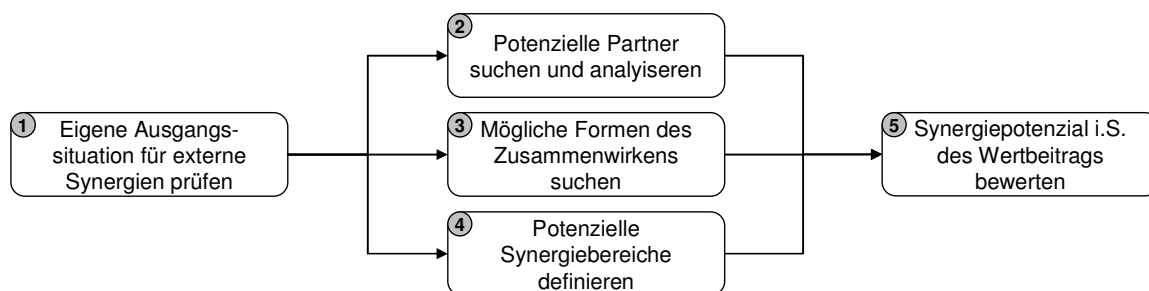 1
Eigene Ausgangs-
situation für externe
Synergien prüfen
2
Potenzielle Partner
suchen und analyiseren
3
Mögliche Formen des
Zusammenwirkens
suchen
4
Potenzielle
Synergiebereiche
definieren
5
Synergiepotenzial i.S.
des Wertbeitrags
bewerten